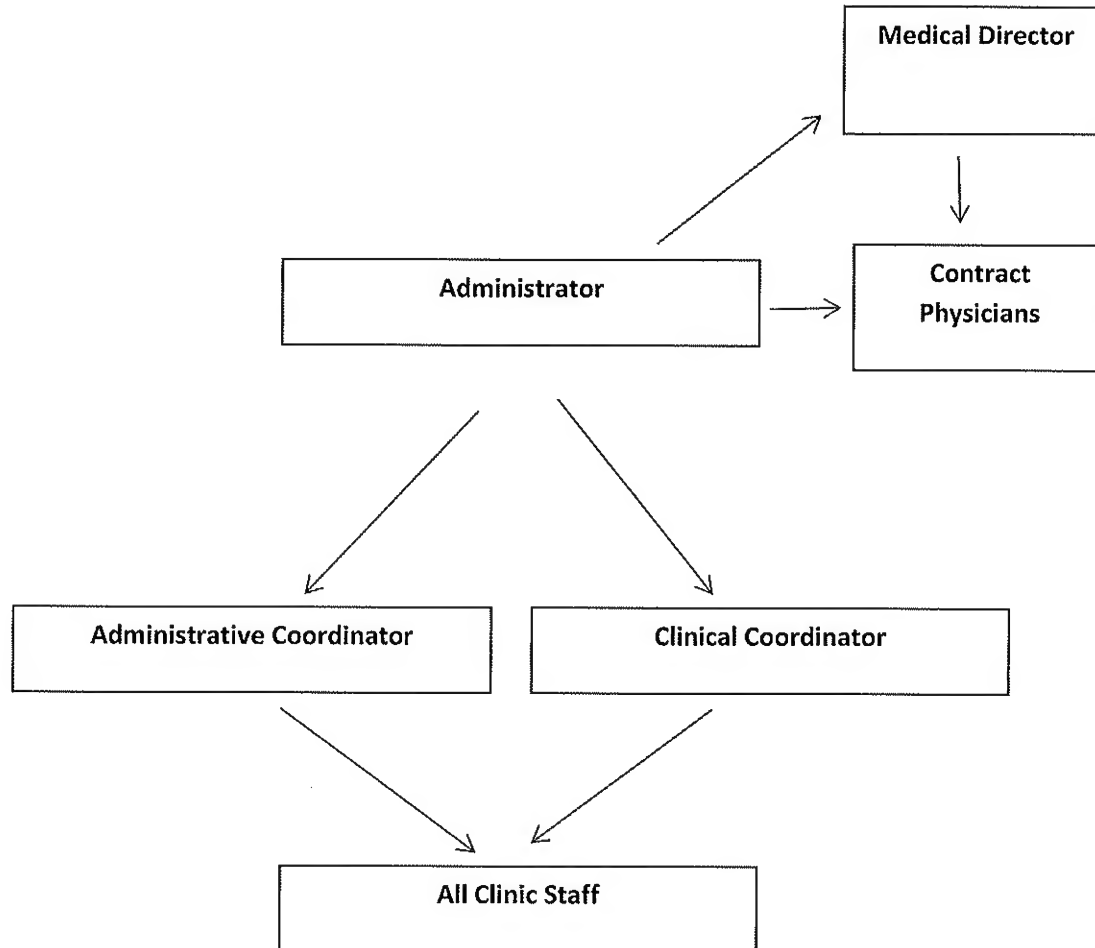 Medical Director
Administrator
Contract
Physicians
Administrative Coordinator
Clinical Coordinator
All Clinic Staff